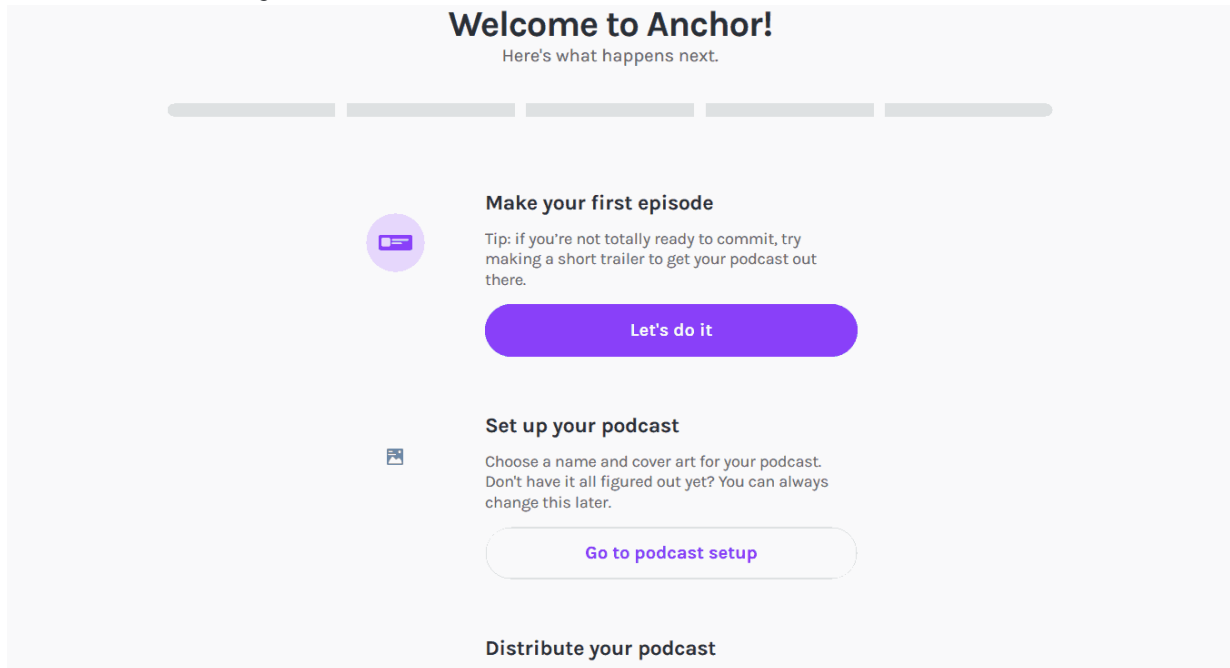 Welcome to Anchor!
Here's what happens next.
Make your first episode
Tip: if you're not totally ready to commit, try
making a short trailer to get your podcast out
there.
Let's do it
Set up your podcast
Choose a name and cover art for your podcast.
Don't have it all figured out yet? You can always
change this later.
Go to podcast setup
Distribute your podcast